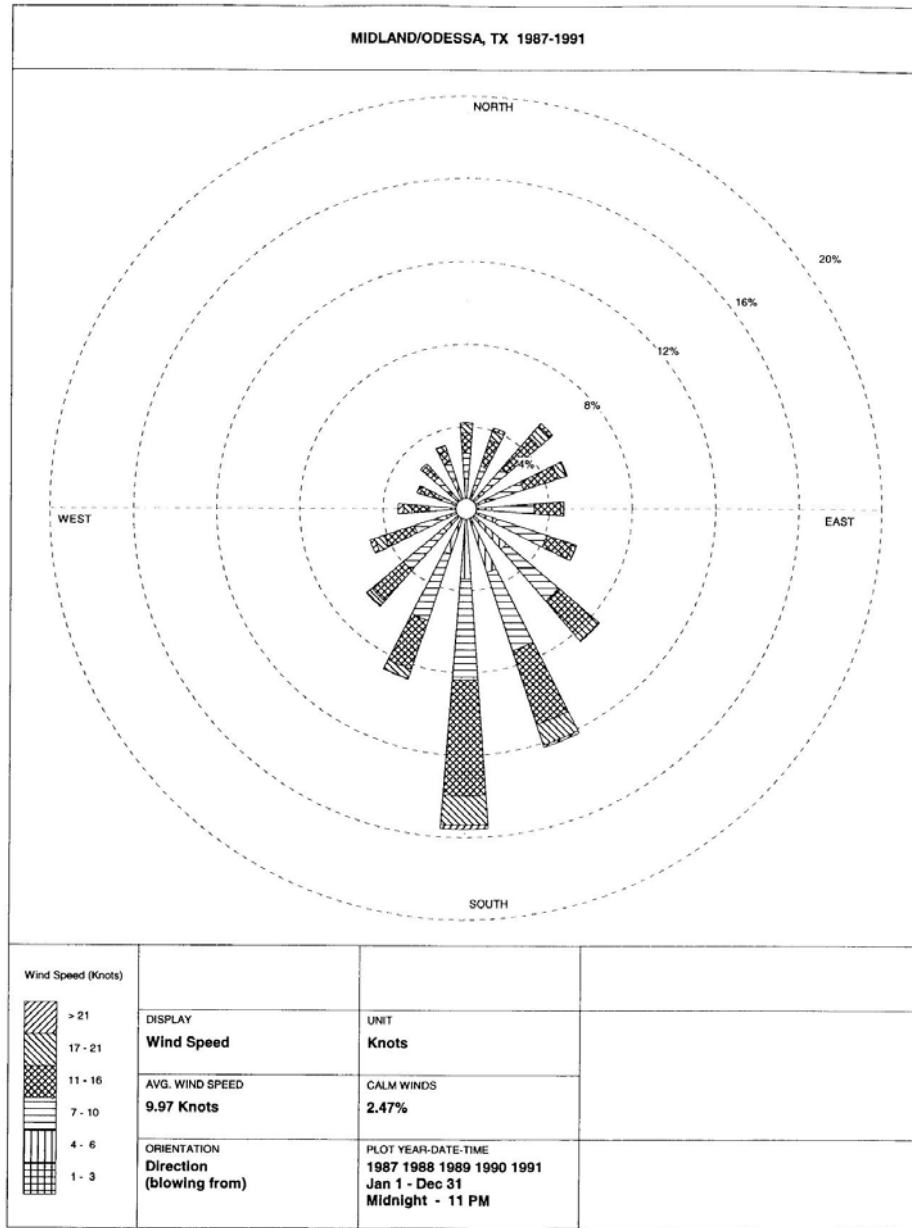 MIDLAND/ODESSA, TX 1987-1991
NORTH
20%
16%
12%
8%
4%
WEST
EAST
SOUTH
Wind Speed (Knots)
> 21
17 - 21
11 - 16
7 - 10
4 - 6
1 - 3
DISPLAY
Wind Speed
UNIT
Knots
AVG. WIND SPEED
9.97 Knots
CALM WINDS
2.47%
ORIENTATION
Direction
(blowing from)
PLOT YEAR-DATE-TIME
1987 1988 1989 1990 1991
Jan 1 - Dec 31
Midnight - 11 PM